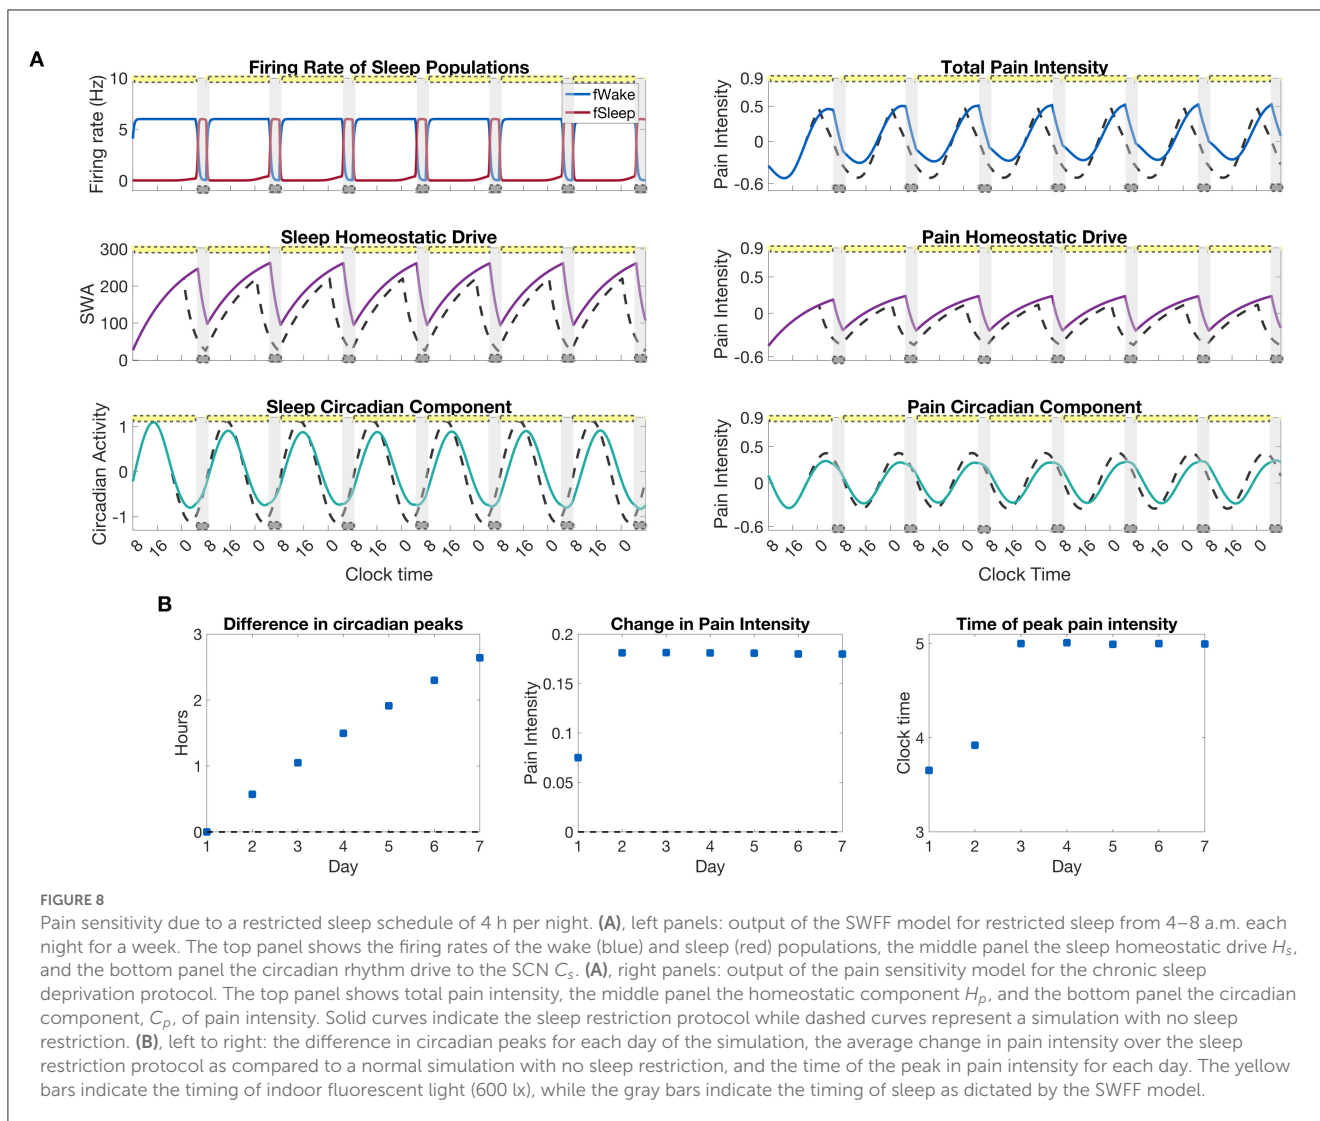 A
Firing Rate of Sleep Populations
Firing rate (Hz)
10
5
0
fWake
fSleep
Total Pain Intensity
Pain Intensity
0.9
0.5
0
-0.6
Sleep Homeostatic Drive
SWA
300
200
100
0
Pain Homeostatic Drive
Pain Intensity
0.9
0.5
0
-0.6
Sleep Circadian Component
Circadian Activity
1
0
-1
8 16 0 8 16 0 8 16 0 8 16 0 8 16 0 8 16 0 8 16 0
Clock time
Pain Circadian Component
Pain Intensity
0.9
0.5
0
-0.6
8 16 0 8 16 0 8 16 0 8 16 0 8 16 0 8 16 0 8 16 0
Clock Time
B
Difference in circadian peaks
Hours
3
2
1
0
1 2 3 4 5 6 7
Day
Change in Pain Intensity
Pain Intensity
0.2
0.15
0.1
0.05
0
1 2 3 4 5 6 7
Day
Time of peak pain intensity
Clock time
5
4
3
1 2 3 4 5 6 7
Day
FIGURE 8
Pain sensitivity due to a restricted sleep schedule of 4 h per night. (A), left panels: output of the SWFF model for restricted sleep from 4–8 a.m. each
night for a week. The top panel shows the firing rates of the wake (blue) and sleep (red) populations, the middle panel the sleep homeostatic drive Hs,
and the bottom panel the circadian rhythm drive to the SCN Cs. (A), right panels: output of the pain sensitivity model for the chronic sleep
deprivation protocol. The top panel shows total pain intensity, the middle panel the homeostatic component Hp, and the bottom panel the circadian
component, Cp, of pain intensity. Solid curves indicate the sleep restriction protocol while dashed curves represent a simulation with no sleep
restriction. (B), left to right: the difference in circadian peaks for each day of the simulation, the average change in pain intensity over the sleep
restriction protocol as compared to a normal simulation with no sleep restriction, and the time of the peak in pain intensity for each day. The yellow
bars indicate the timing of indoor fluorescent light (600 lx), while the gray bars indicate the timing of sleep as dictated by the SWFF model.